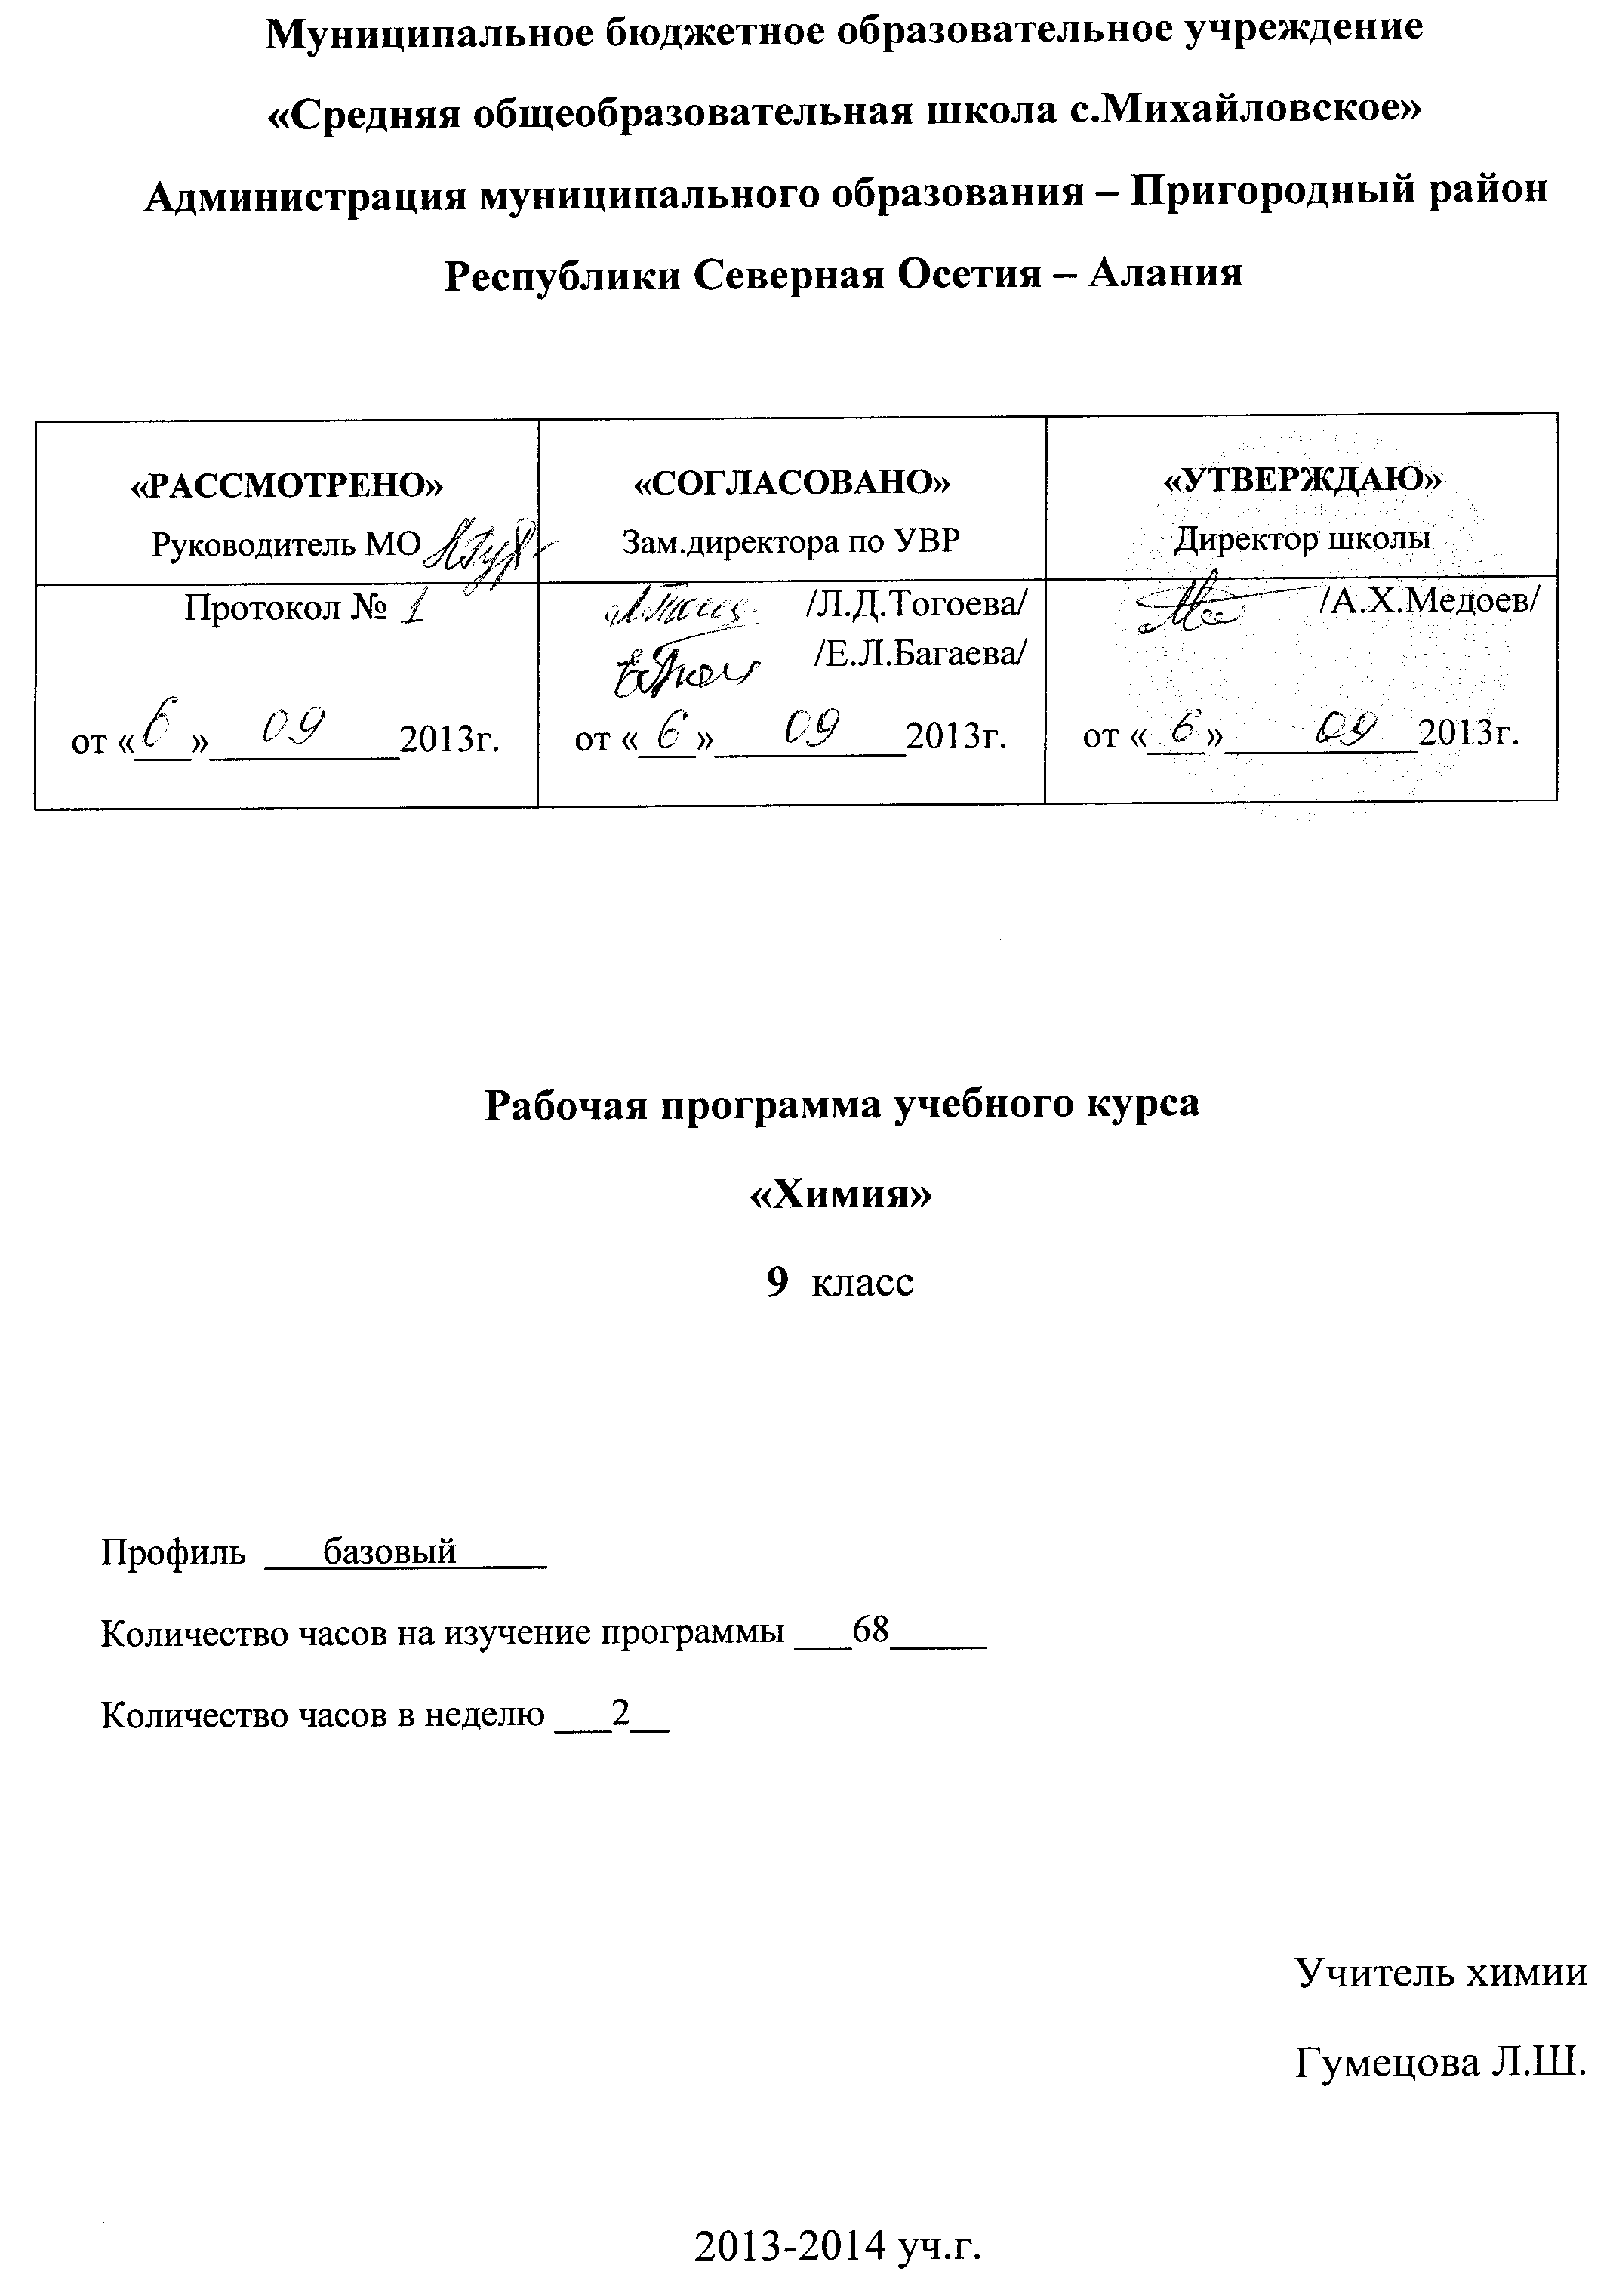 Муниципальное бюджетное образовательное учреждение
«Средняя общеобразовательная школа с.Михайловское»
Администрация муниципального образования – Пригородный район
Республики Северная Осетия – Алания
«РАССМОТРЕНО»
Руководитель МО
Протокол № 1
от «6» 09 2013г.
«СОГЛАСОВАНО»
Зам.директора по УВР
/Л.Д.Тогоева/
/Е.Л.Багаева/
от «6» 09 2013г.
«УТВЕРЖДАЮ»
Директор школы
/А.Х.Медоев/
от «6» 09 2013г.
Рабочая программа учебного курса
«Химия»
9 класс
Профиль базовый
Количество часов на изучение программы ___68_____
Количество часов в неделю ___2__
Учитель химии
Гумецова Л.Ш.
2013-2014 уч.г.